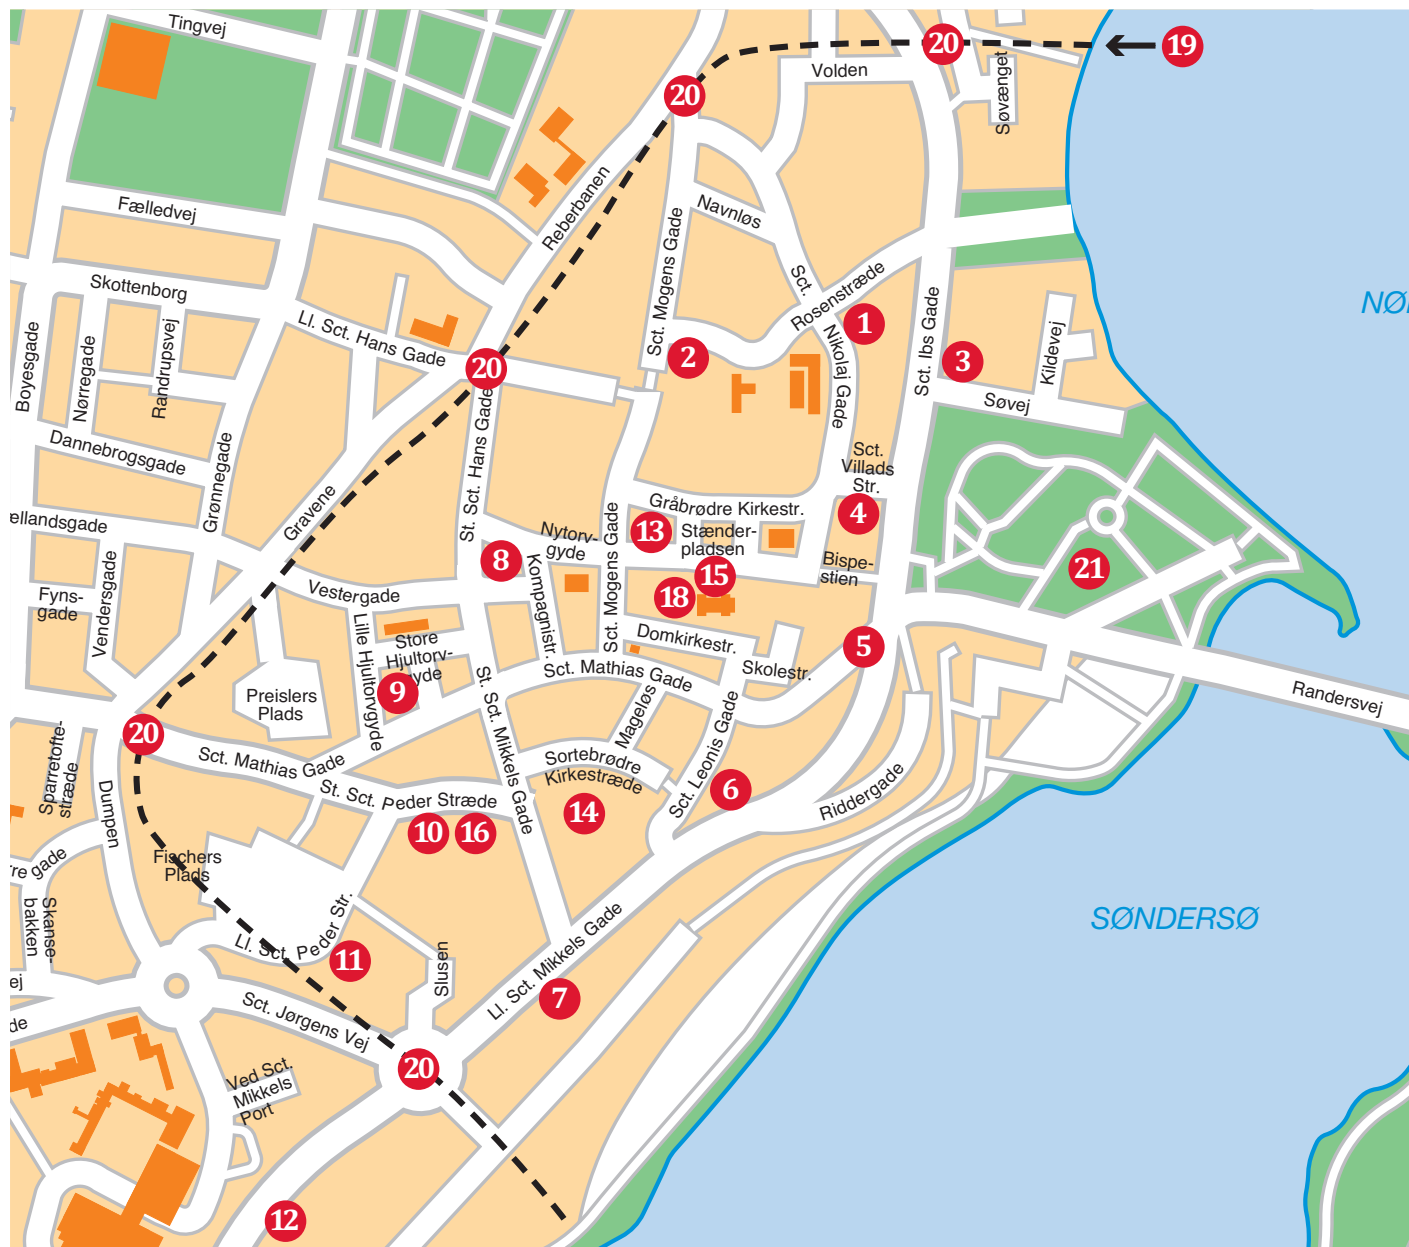 Tingvej
20
19
Volden
Søvænget
20
Fælledvej
Reberbanen
Navnløs
Sct. Mogens Gade
Skottenborg
Sct.
Nikolaj Gade
Rosenstræde
1
Sct. Ibs Gade
NØ
Ll. Sct. Hans Gade
Boyesgade
Nørregade
Randrupsvej
20
2
3
Kildevej
Søvej
Dannebrogsgade
Grønnegade
Gravene
St. Sct. Hans Gade
Sct.
Villads
Str.
4
Gråbrødre Kirkestr.
13
Stænder-
pladsen
ellandsgade
Nytorv-
gyde
8
Kompagnistr.
Sct. Mogens Gade
15
18
Bispe-
stien
21
Fyns-
gade
Vendersgade
Vestergade
Lille Hjultorvgyde
Store
Hjultorv-
gyde
9
Domkirkestr.
Skolestr.
5
Sct. Mathias Gade
Preislers
Plads
Randersvej
20
Sparretofte-
stræde
Sct. Mathias Gade
St. Sct. Mikkels Gade
Mageløs
Sct. Leonis Gade
Sortebrødre
Kirkestræde
14
6
Riddergade
Dumpen
St. Sct. Peder Stræde
10
16
Fischers
Plads
rre gade
Skanse-
bakken
Ll. Sct. Peder Str.
11
Slusen
Ll. Sct. Mikkels Gade
7
SØNDERSØ
ej
de
Sct. Jørgens Vej
20
Ved Sct.
Mikkels
Port
12